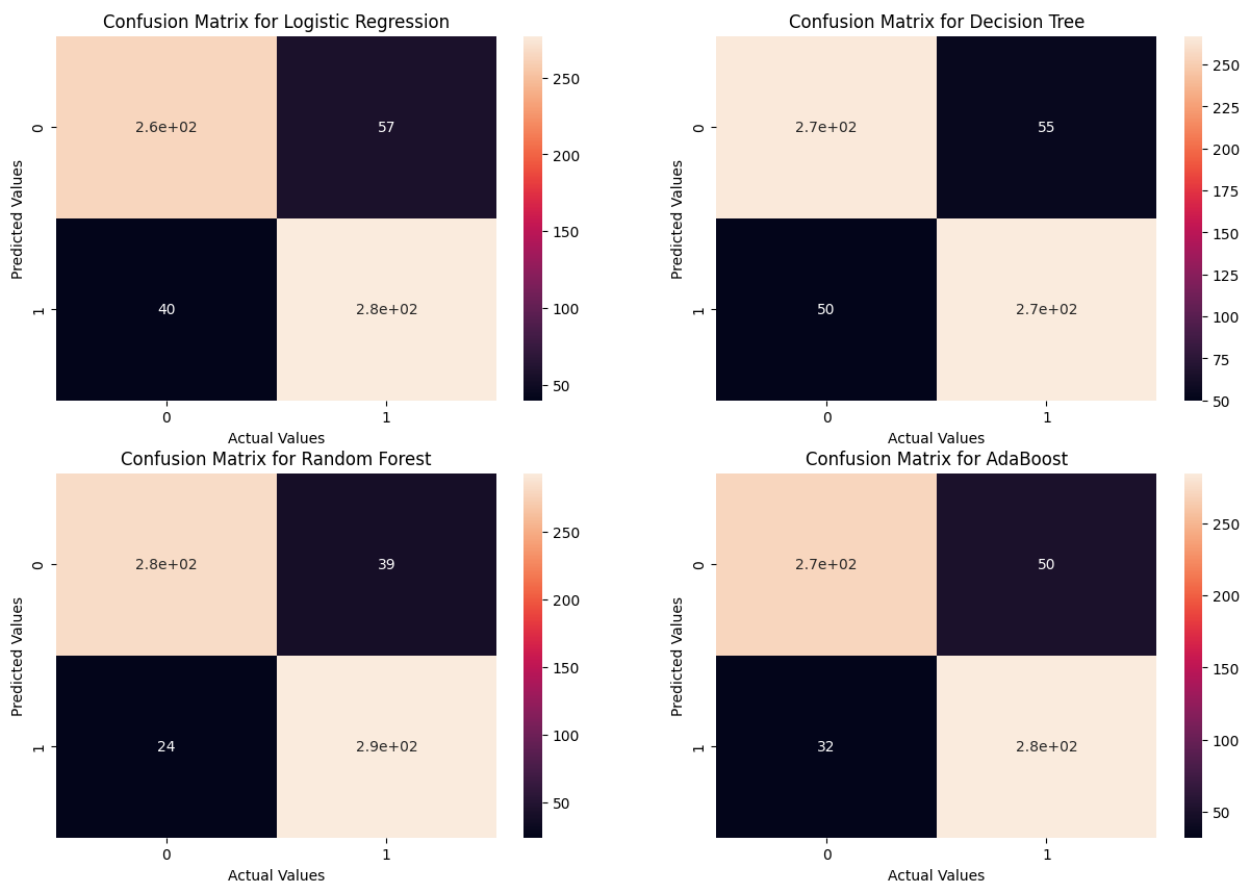 Confusion Matrix for Logistic Regression
Predicted Values
0
1
2.6e+02
57
40
2.8e+02
0
1
Actual Values
250
200
150
100
50
Confusion Matrix for Decision Tree
Predicted Values
0
1
2.7e+02
55
50
2.7e+02
0
1
Actual Values
250
225
200
175
150
125
100
75
50
Confusion Matrix for Random Forest
Predicted Values
0
1
2.8e+02
39
24
2.9e+02
0
1
Actual Values
250
200
150
100
50
Confusion Matrix for AdaBoost
Predicted Values
0
1
2.7e+02
50
32
2.8e+02
0
1
Actual Values
250
200
150
100
50